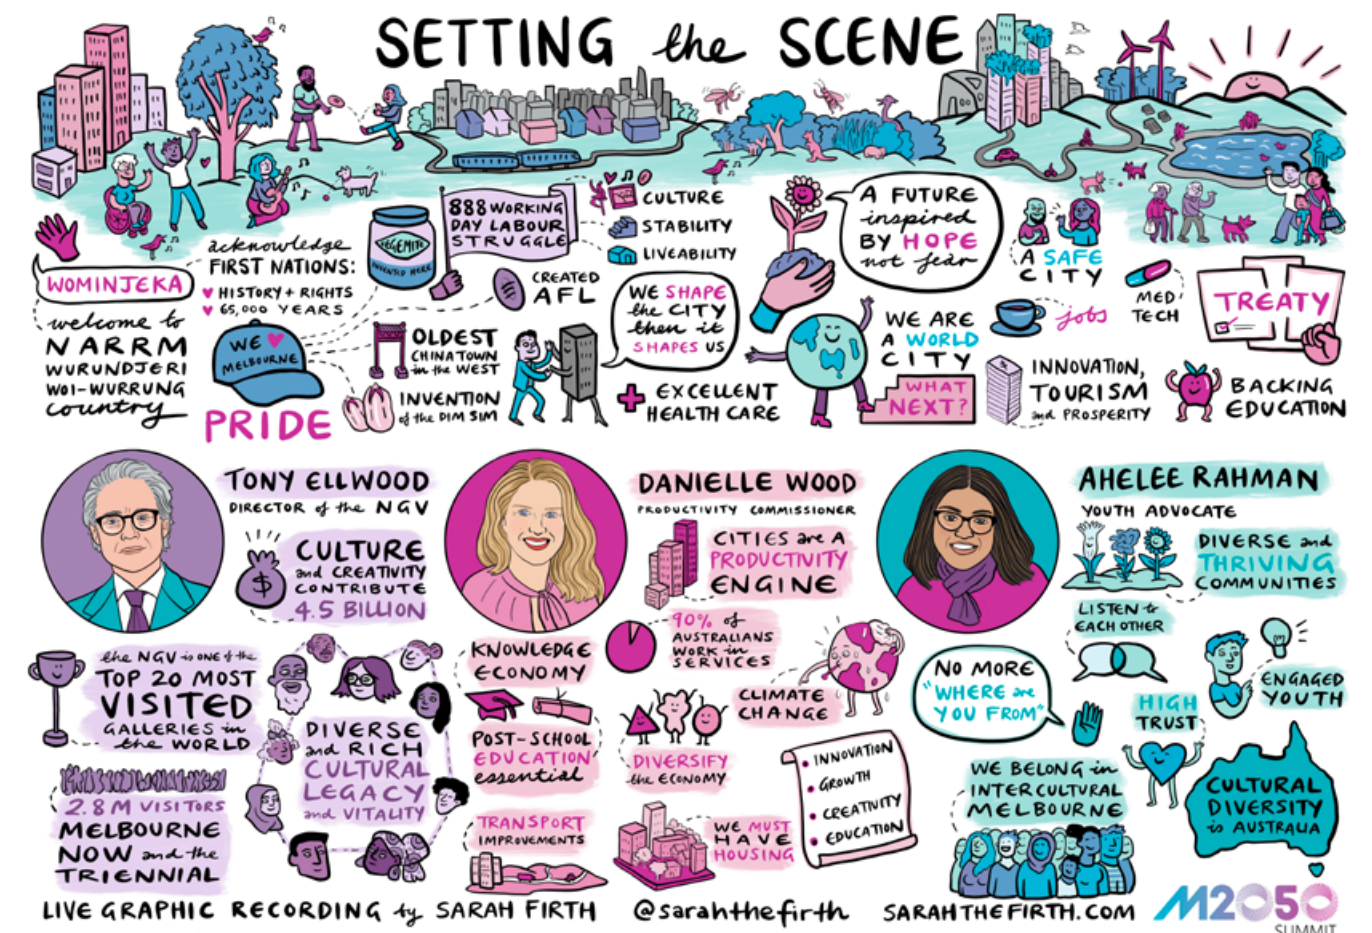 SETTING the SCENE
WOMINJEKA
welcome to
NARRM
WURUNDJERI
WOI-WURRUNG
country
acknowledge
FIRST NATIONS:
HISTORY + RIGHTS
65,000 YEARS
WE ♥
MELBOURNE
PRIDE
VEGEMITE
INVENTED HERE
888 WORKING
DAY LABOUR
STRUGGLE
CREATED
AFL
OLDEST
CHINATOWN
in the WEST
INVENTION
of the DIM SIM
CULTURE
STABILITY
LIVEABILITY
WE SHAPE
the CITY
then it
SHAPES US
+ EXCELLENT
HEALTH CARE
A FUTURE
inspired
BY HOPE
not fear
WE ARE
A WORLD
CITY
WHAT
NEXT?
A SAFE
CITY
jobs
MED
TECH
INNOVATION,
TOURISM
and PROSPERITY
TREATY
BACKING
EDUCATION
TONY ELLWOOD
DIRECTOR of the NGV
$
CULTURE
and CREATIVITY
CONTRIBUTE
4.5 BILLION
the NGV is ONE of the
TOP 20 MOST
VISITED
GALLERIES in
the WORLD
2.8M VISITORS
MELBOURNE
NOW and the
TRIENNIAL
DIVERSE
and RICH
CULTURAL
LEGACY
and VITALITY
DANIELLE WOOD
PRODUCTIVITY COMMISSIONER
CITIES are A
PRODUCTIVITY
ENGINE
90% of
AUSTRALIANS
WORK in
SERVICES
KNOWLEDGE
ECONOMY
POST-SCHOOL
EDUCATION
essential
TRANSPORT
IMPROVEMENTS
CLIMATE
CHANGE
DIVERSIFY
the ECONOMY
WE MUST
HAVE
HOUSING
• INNOVATION
• GROWTH
• CREATIVITY
• EDUCATION
AHELEE RAHMAN
YOUTH ADVOCATE
DIVERSE and
THRIVING
COMMUNITIES
LISTEN to
EACH OTHER
NO MORE
"WHERE are
YOU FROM"
ENGAGED
YOUTH
HIGH
TRUST
WE BELONG in
INTERCULTURAL
MELBOURNE
CULTURAL
DIVERSITY
is AUSTRALIA
LIVE GRAPHIC RECORDING by SARAH FIRTH @sarahthefirth SARAHTHEFIRTH.COM
M2050
SUMMIT